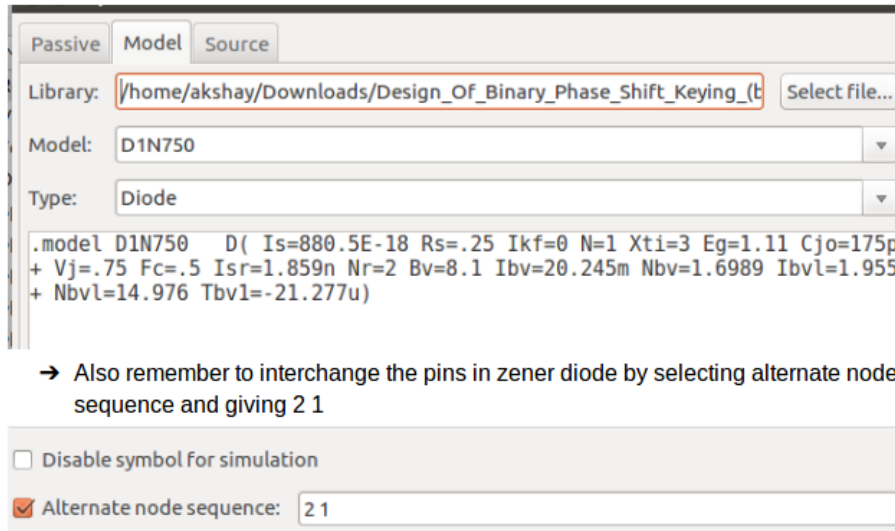 Passive Model Source
Library: /home/akshay/Downloads/Design_Of_Binary_Phase_Shift_Keying_(b Select file...
Model: D1N750
Type: Diode
.model D1N750   D( Is=880.5E-18 Rs=.25 Ikf=0 N=1 Xti=3 Eg=1.11 Cjo=175p
+ Vj=.75 Fc=.5 Isr=1.859n Nr=2 Bv=8.1 Ibv=20.245m Nbv=1.6989 Ibvl=1.955
+ Nbvl=14.976 Tbv1=-21.277u)
➔ Also remember to interchange the pins in zener diode by selecting alternate node
sequence and giving 2 1
Disable symbol for simulation
Alternate node sequence: 2 1